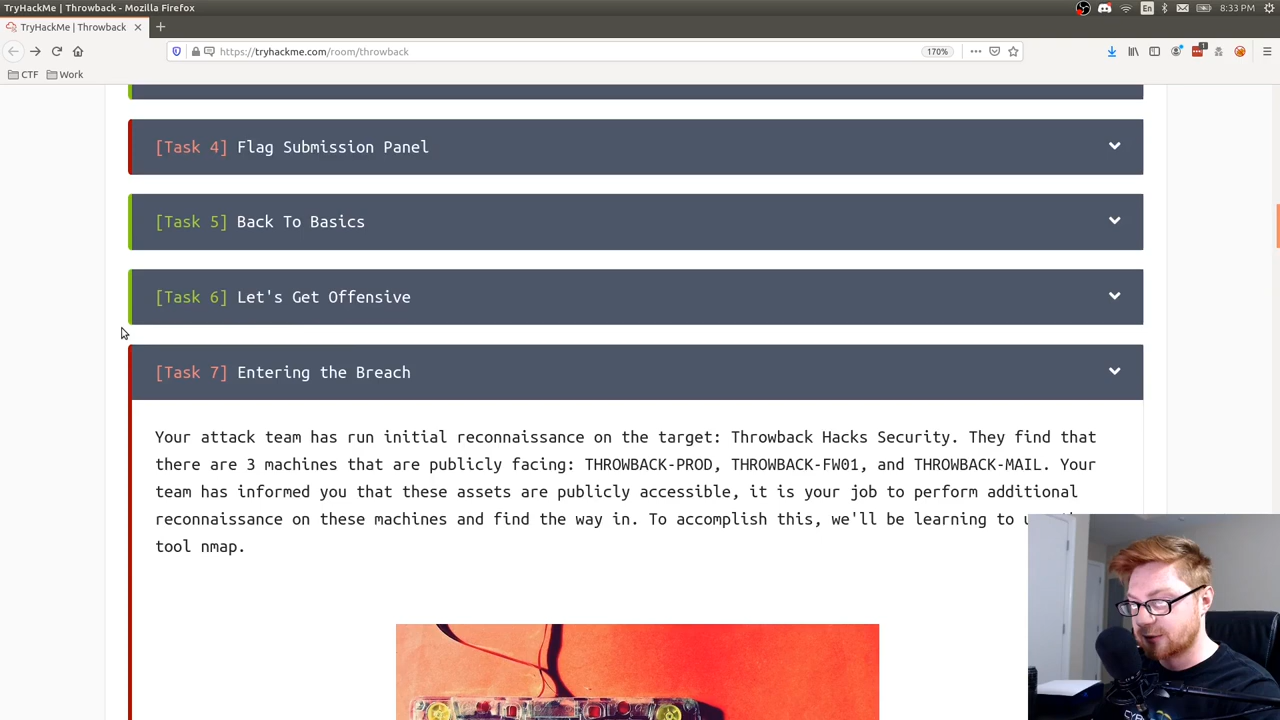 TryHackMe | Throwback - Mozilla Firefox
En
8:33 PM
TryHackMe | Throwback
https://tryhackme.com/room/throwback
170%
1
CTF
Work
[Task 4] Flag Submission Panel
[Task 5] Back To Basics
[Task 6] Let's Get Offensive
[Task 7] Entering the Breach
Your attack team has run initial reconnaissance on the target: Throwback Hacks Security. They find that
there are 3 machines that are publicly facing: THROWBACK-PROD, THROWBACK-FW01, and THROWBACK-MAIL. Your
team has informed you that these assets are publicly accessible, it is your job to perform additional
reconnaissance on these machines and find the way in. To accomplish this, we'll be learning to
tool nmap.